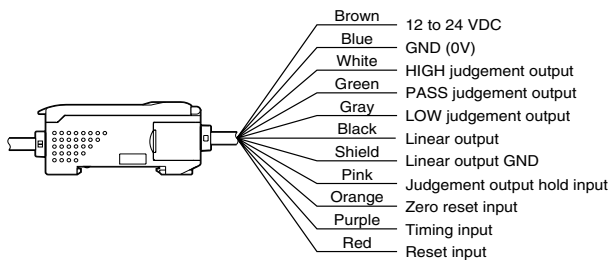 Brown 12 to 24 VDC
Blue GND (0V)
White HIGH judgement output
Green PASS judgement output
Gray LOW judgement output
Black Linear output
Shield Linear output GND
Pink Judgement output hold input
Orange Zero reset input
Purple Timing input
Red Reset input